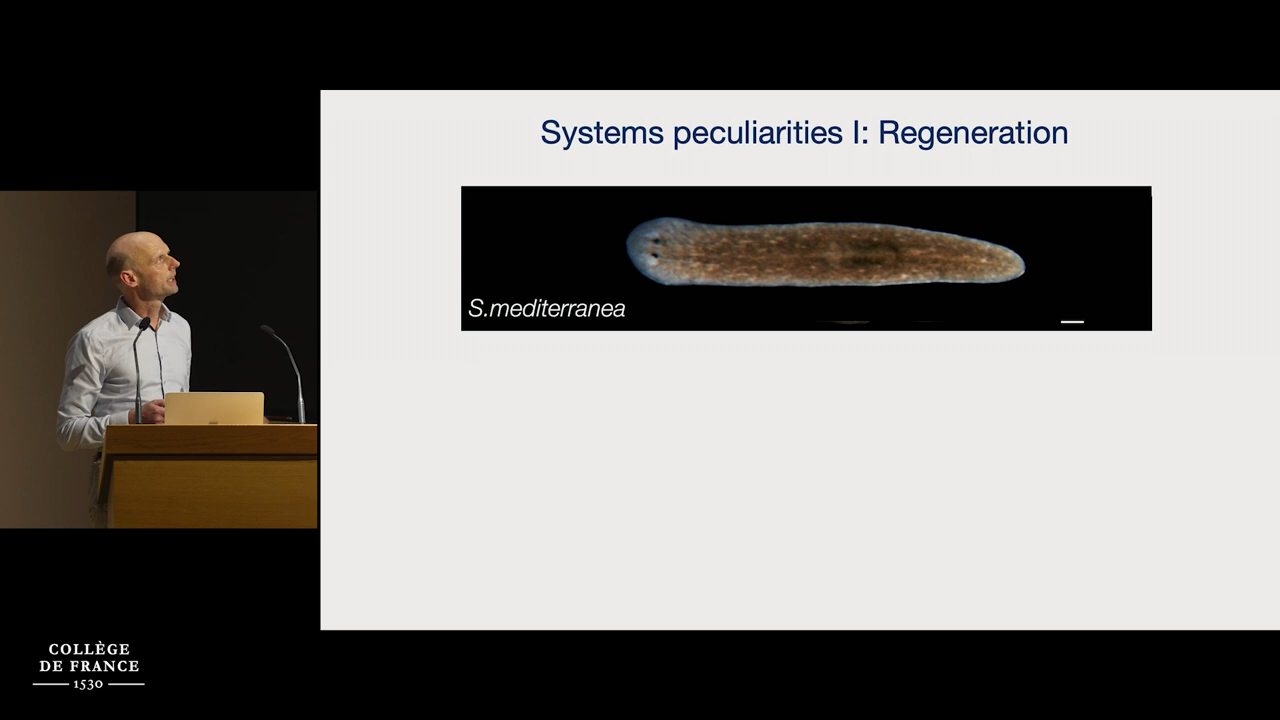 Systems peculiarities I: Regeneration
S.mediterranea
COLLÈGE
DE FRANCE
1530